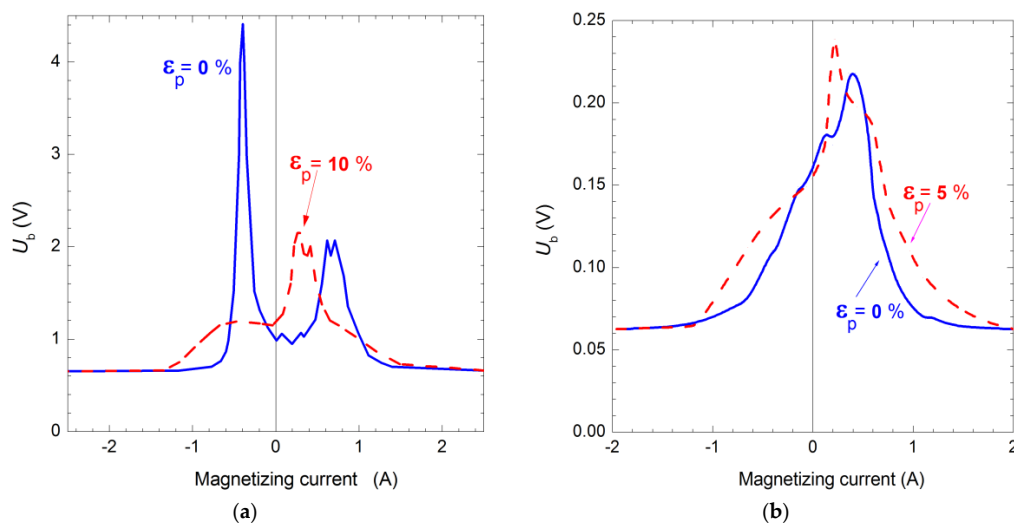 4
3
2
1
0
U_b (V)
ε_p = 0 %
ε_p = 10 %
-2
-1
0
1
2
Magnetizing current (A)
(a)
0.25
0.20
0.15
0.10
0.05
0.00
U_b (V)
ε_p = 5 %
ε_p = 0 %
-2
-1
0
1
2
Magnetizing current (A)
(b)